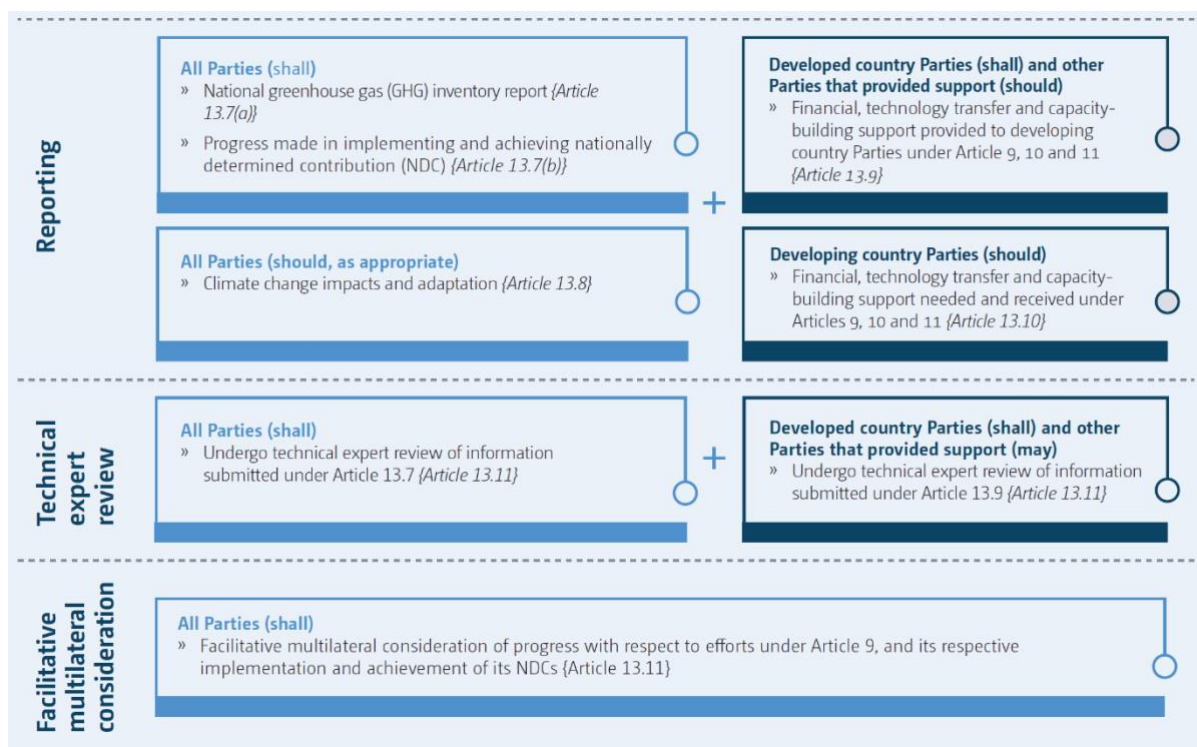 Reporting
All Parties (shall)
» National greenhouse gas (GHG) inventory report {Article
13.7(a)}
» Progress made in implementing and achieving nationally
determined contribution (NDC) {Article 13.7(b)}
+
Developed country Parties (shall) and other
Parties that provided support (should)
» Financial, technology transfer and capacity-
building support provided to developing
country Parties under Article 9, 10 and 11
{Article 13.9}
All Parties (should, as appropriate)
» Climate change impacts and adaptation {Article 13.8}
Developing country Parties (should)
» Financial, technology transfer and capacity-
building support needed and received under
Articles 9, 10 and 11 {Article 13.10}
Technical
expert
review
All Parties (shall)
» Undergo technical expert review of information
submitted under Article 13.7 {Article 13.11}
+
Developed country Parties (shall) and other
Parties that provided support (may)
» Undergo technical expert review of information
submitted under Article 13.9 {Article 13.11}
Facilitative
multilateral
consideration
All Parties (shall)
» Facilitative multilateral consideration of progress with respect to efforts under Article 9, and its respective
implementation and achievement of its NDCs {Article 13.11}